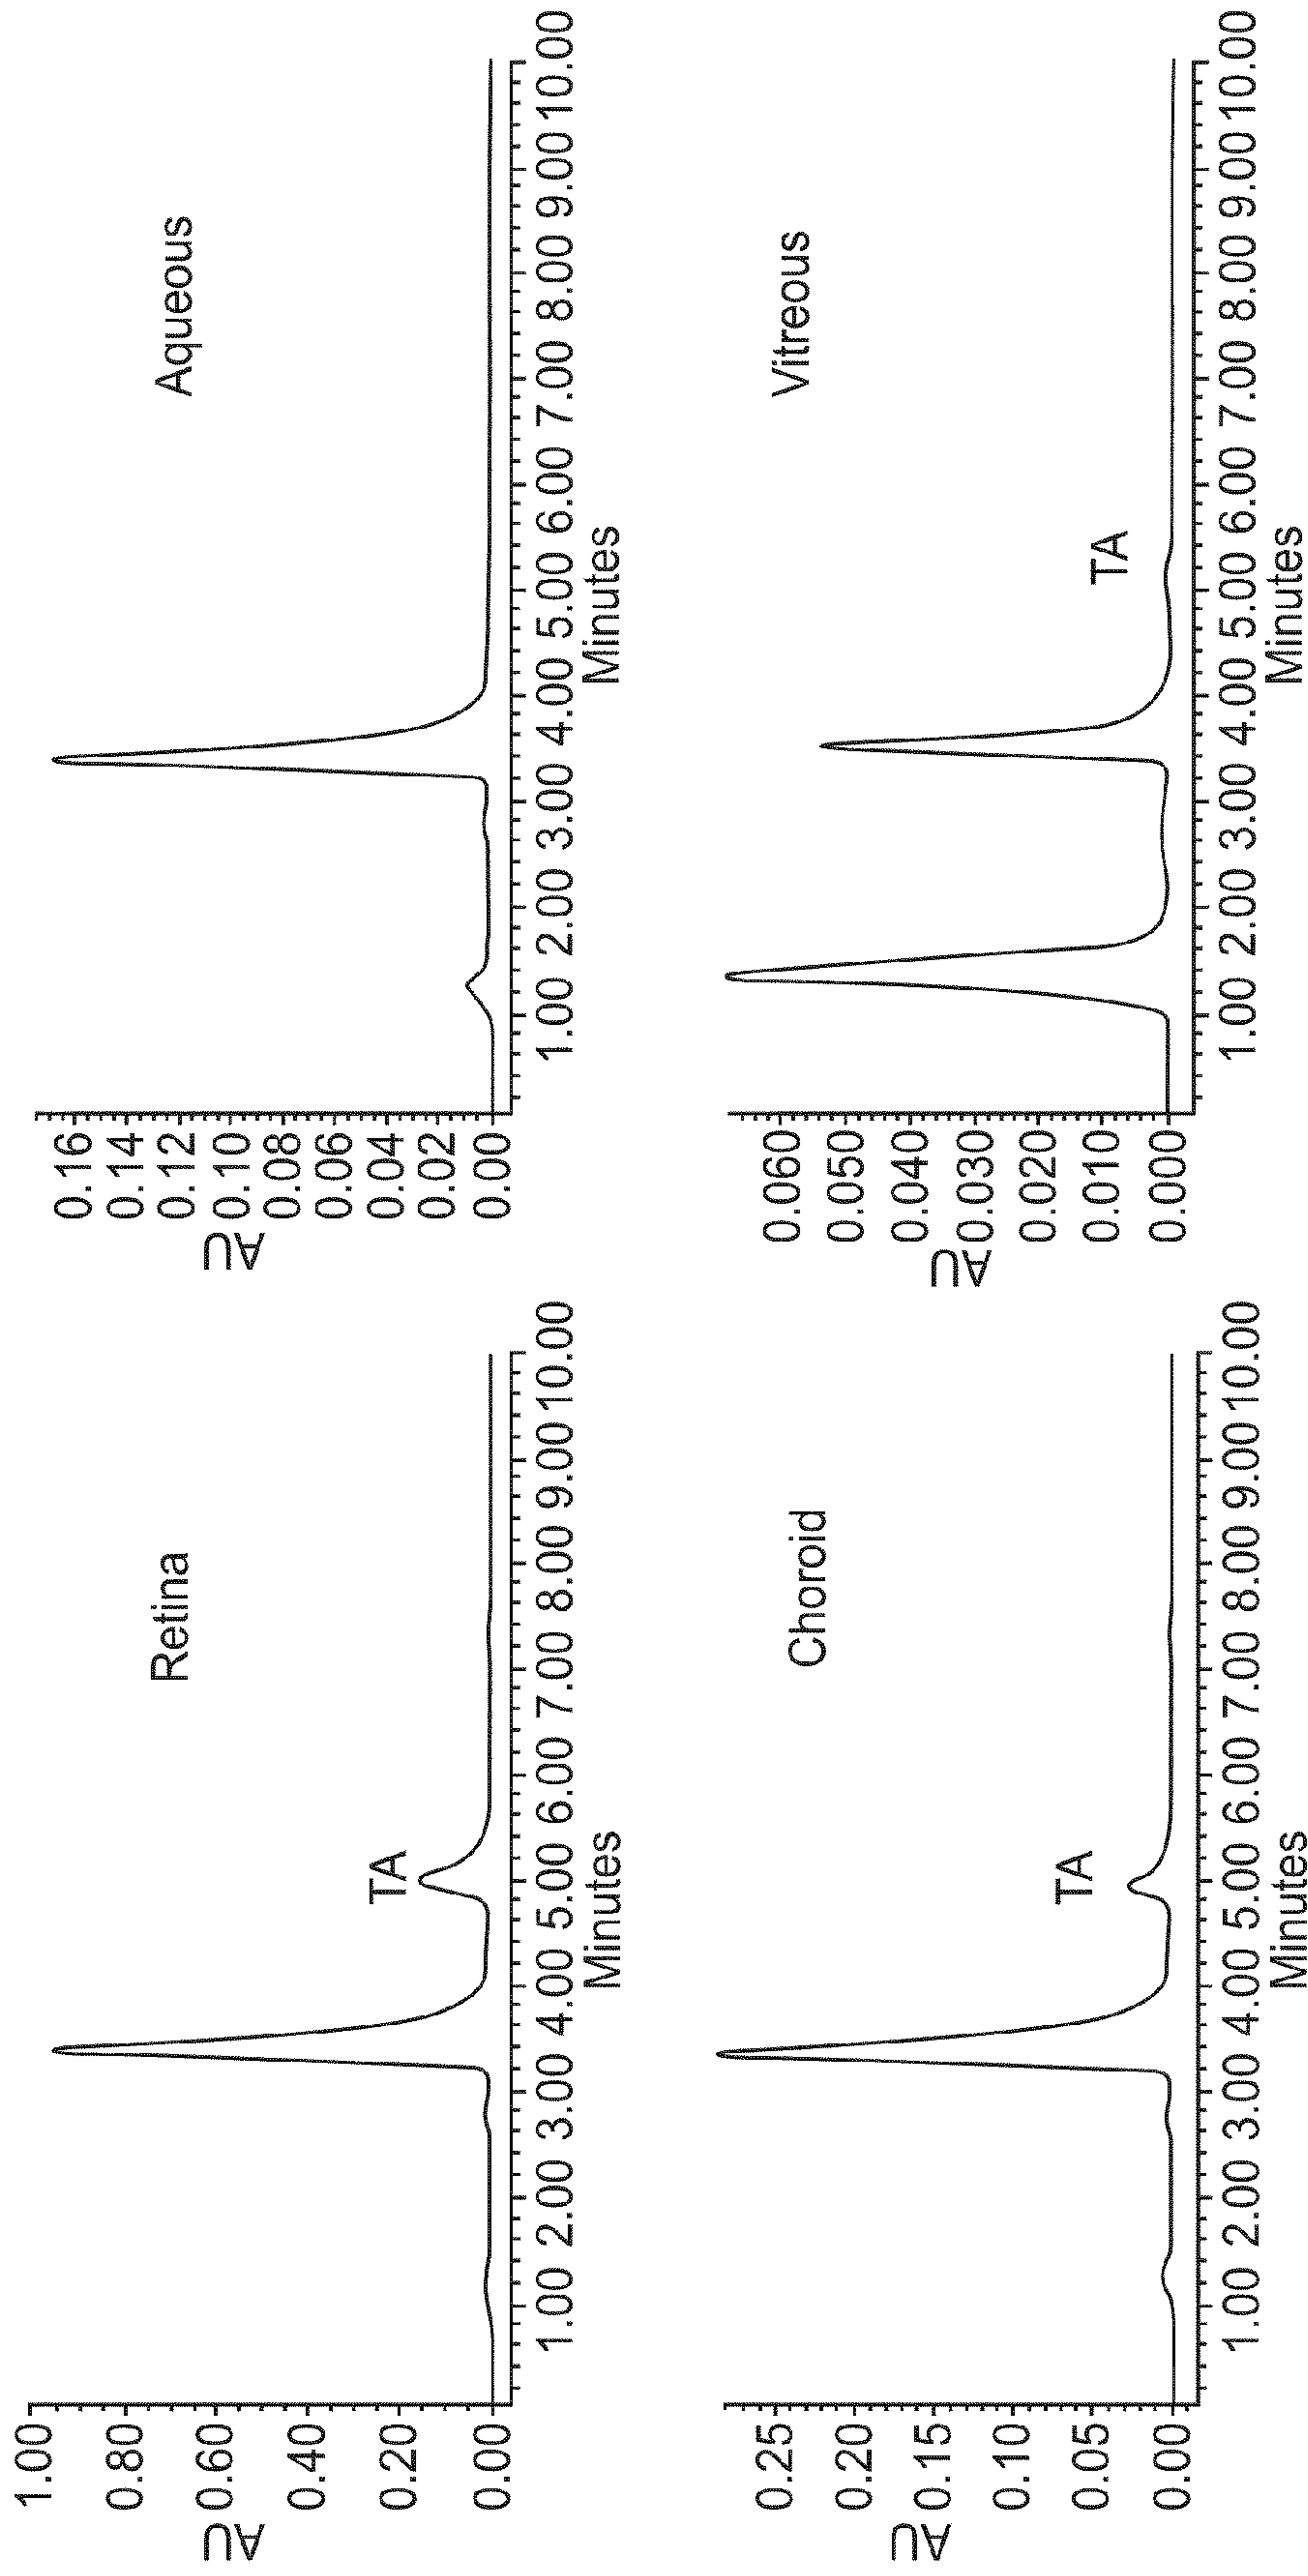 Retina
AU
1.00
0.80
0.60
0.40
0.20
0.00
TA
1.00 2.00 3.00 4.00 5.00 6.00 7.00 8.00 9.00 10.00
Minutes
Aqueous
AU
0.16
0.14
0.12
0.10
0.08
0.06
0.04
0.02
0.00
1.00 2.00 3.00 4.00 5.00 6.00 7.00 8.00 9.00 10.00
Minutes
Choroid
AU
0.25
0.20
0.15
0.10
0.05
0.00
TA
1.00 2.00 3.00 4.00 5.00 6.00 7.00 8.00 9.00 10.00
Minutes
Vitreous
AU
0.060
0.050
0.040
0.030
0.020
0.010
0.000
TA
1.00 2.00 3.00 4.00 5.00 6.00 7.00 8.00 9.00 10.00
Minutes